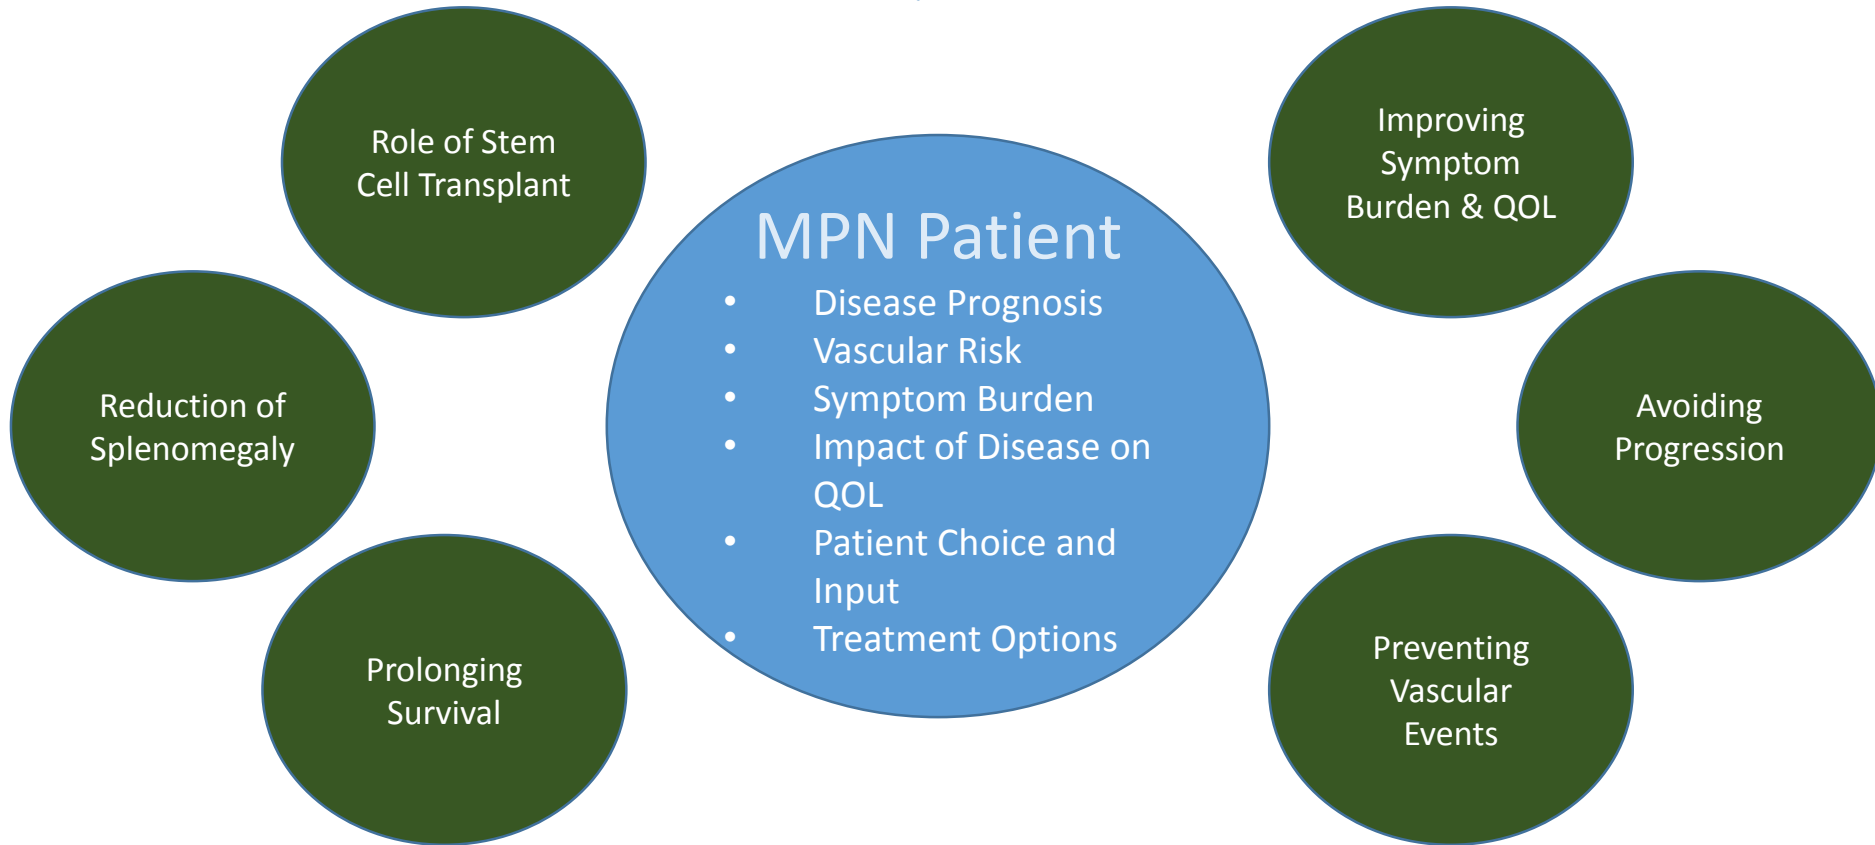 Role of Stem
Cell Transplant
Reduction of
Splenomegaly
Prolonging
Survival
MPN Patient
• Disease Prognosis
• Vascular Risk
• Symptom Burden
• Impact of Disease on
QOL
• Patient Choice and
Input
• Treatment Options
Improving
Symptom
Burden & QOL
Avoiding
Progression
Preventing
Vascular
Events